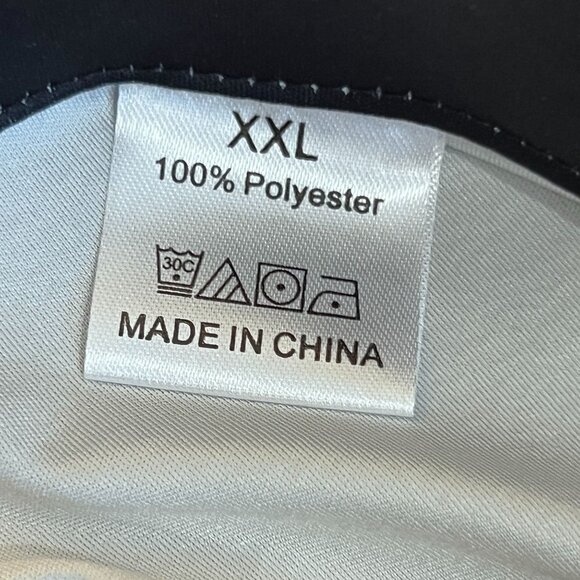 XXL
100% Polyester
30C
MADE IN CHINA